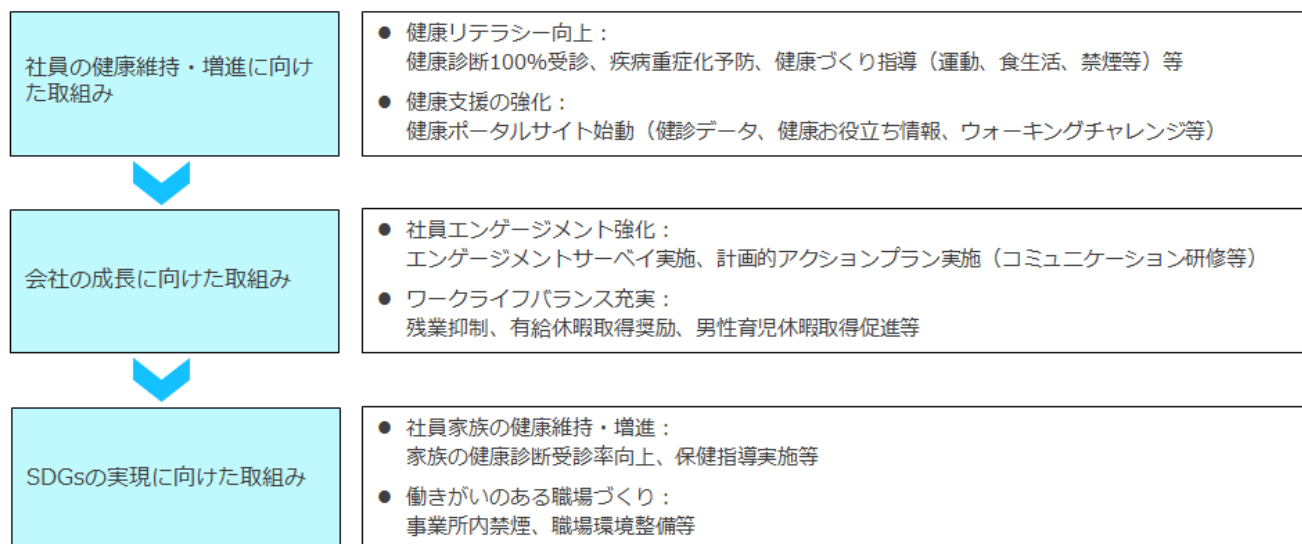 社員の健康維持・増進に向け
た取組み
● 健康リテラシー向上：
健康診断100%受診、疾病重症化予防、健康づくり指導（運動、食生活、禁煙等）等
● 健康支援の強化：
健康ポータルサイト始動（健診データ、健康お役立ち情報、ウォーキングチャレンジ等）
会社の成長に向けた取組み
● 社員エンゲージメント強化：
エンゲージメントサーベイ実施、計画的アクションプラン実施（コミュニケーション研修等）
● ワークライフバランス充実：
残業抑制、有給休暇取得奨励、男性育児休暇取得促進等
SDGsの実現に向けた取組み
● 社員家族の健康維持・増進：
家族の健康診断受診率向上、保健指導実施等
● 働きがいのある職場づくり：
事業所内禁煙、職場環境整備等